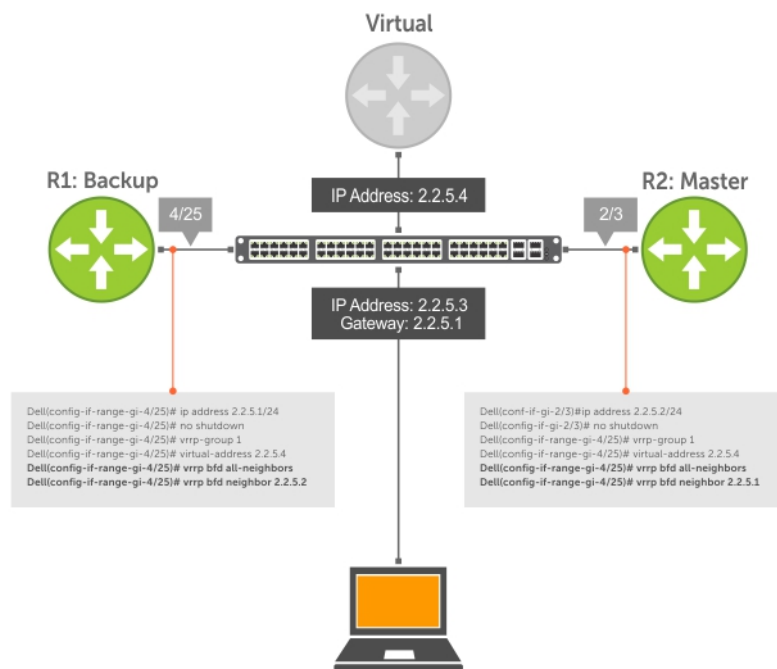 Virtual
R1: Backup
R2: Master
4/25
IP Address: 2.2.5.4
2/3
IP Address: 2.2.5.3
Gateway: 2.2.5.1
Dell(config-if-range-gi-4/25)# ip address 2.2.5.1/24
Dell(config-if-range-gi-4/25)# no shutdown
Dell(config-if-range-gi-4/25)# vrrp-group 1
Dell(config-if-range-gi-4/25)# virtual-address 2.2.5.4
Dell(config-if-range-gi-4/25)# vrrp bfd all-neighbors
Dell(config-if-range-gi-4/25)# vrrp bfd neighbor 2.2.5.2
Dell(conf-if-gi-2/3)#ip address 2.2.5.2/24
Dell(config-if-gi-2/3)# no shutdown
Dell(config-if-range-gi-4/25)# vrrp-group 1
Dell(config-if-range-gi-4/25)# virtual-address 2.2.5.4
Dell(config-if-range-gi-4/25)# vrrp bfd all-neighbors
Dell(config-if-range-gi-4/25)# vrrp bfd neighbor 2.2.5.1